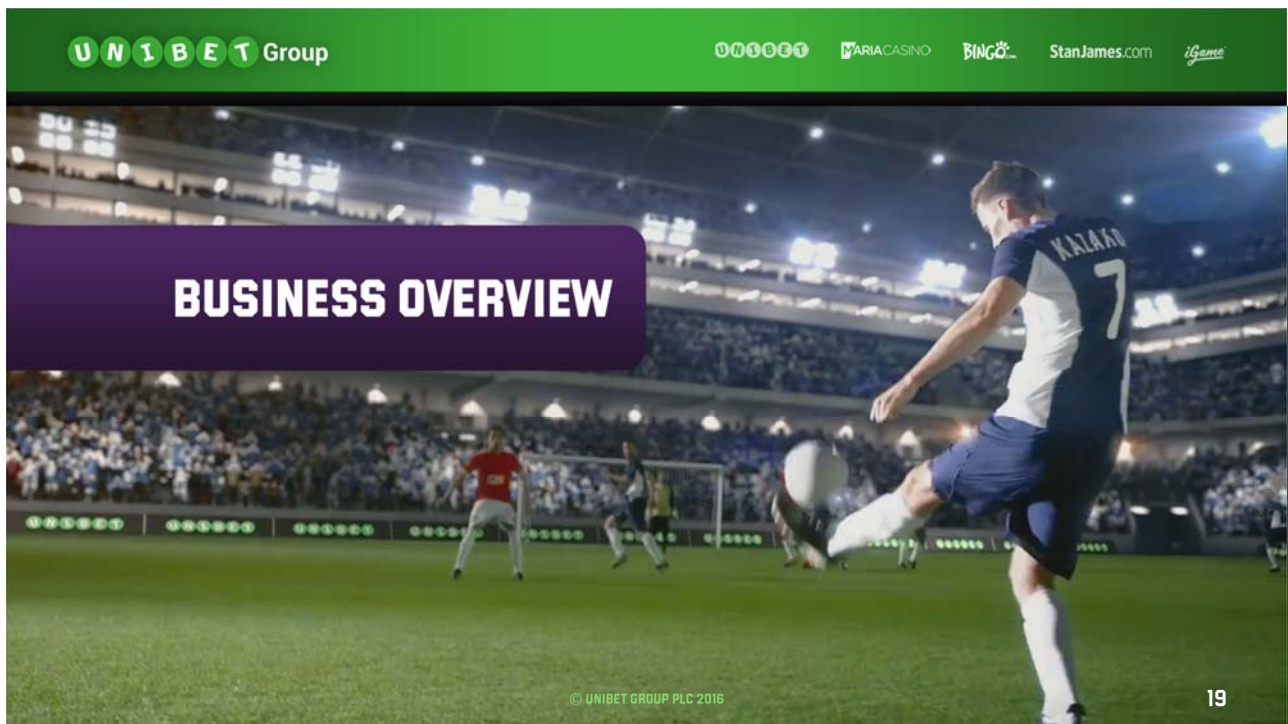 UNIBET Group
UNIBET
MARIACASINO
BINGO.com
StanJames.com
iGame
BUSINESS OVERVIEW
7
UNIBET
UNIBET
UNIBET
© UNIBET GROUP PLC 2016
19